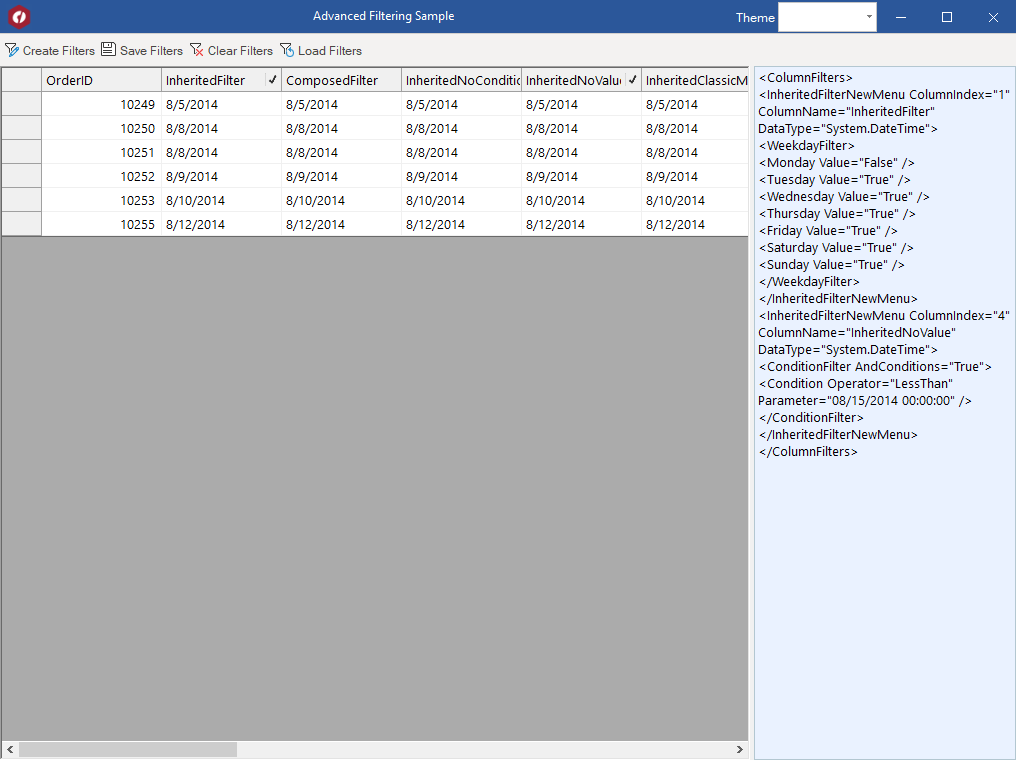 Advanced Filtering Sample
Theme
Create Filters Save Filters Clear Filters Load Filters
OrderID InheritedFilter ComposedFilter InheritedNoConditic InheritedNoValu InheritedClassicM
10249 8/5/2014 8/5/2014 8/5/2014 8/5/2014 8/5/2014
10250 8/8/2014 8/8/2014 8/8/2014 8/8/2014 8/8/2014
10251 8/8/2014 8/8/2014 8/8/2014 8/8/2014 8/8/2014
10252 8/9/2014 8/9/2014 8/9/2014 8/9/2014 8/9/2014
10253 8/10/2014 8/10/2014 8/10/2014 8/10/2014 8/10/2014
10255 8/12/2014 8/12/2014 8/12/2014 8/12/2014 8/12/2014
<ColumnFilters>
<InheritedFilterNewMenu ColumnIndex="1"
ColumnName="InheritedFilter"
DataType="System.DateTime">
<WeekdayFilter>
<Monday Value="False" />
<Tuesday Value="True" />
<Wednesday Value="True" />
<Thursday Value="True" />
<Friday Value="True" />
<Saturday Value="True" />
<Sunday Value="True" />
</WeekdayFilter>
</InheritedFilterNewMenu>
<InheritedFilterNewMenu ColumnIndex="4"
ColumnName="InheritedNoValue"
DataType="System.DateTime">
<ConditionFilter AndConditions="True">
<Condition Operator="LessThan"
Parameter="08/15/2014 00:00:00" />
</ConditionFilter>
</InheritedFilterNewMenu>
</ColumnFilters>